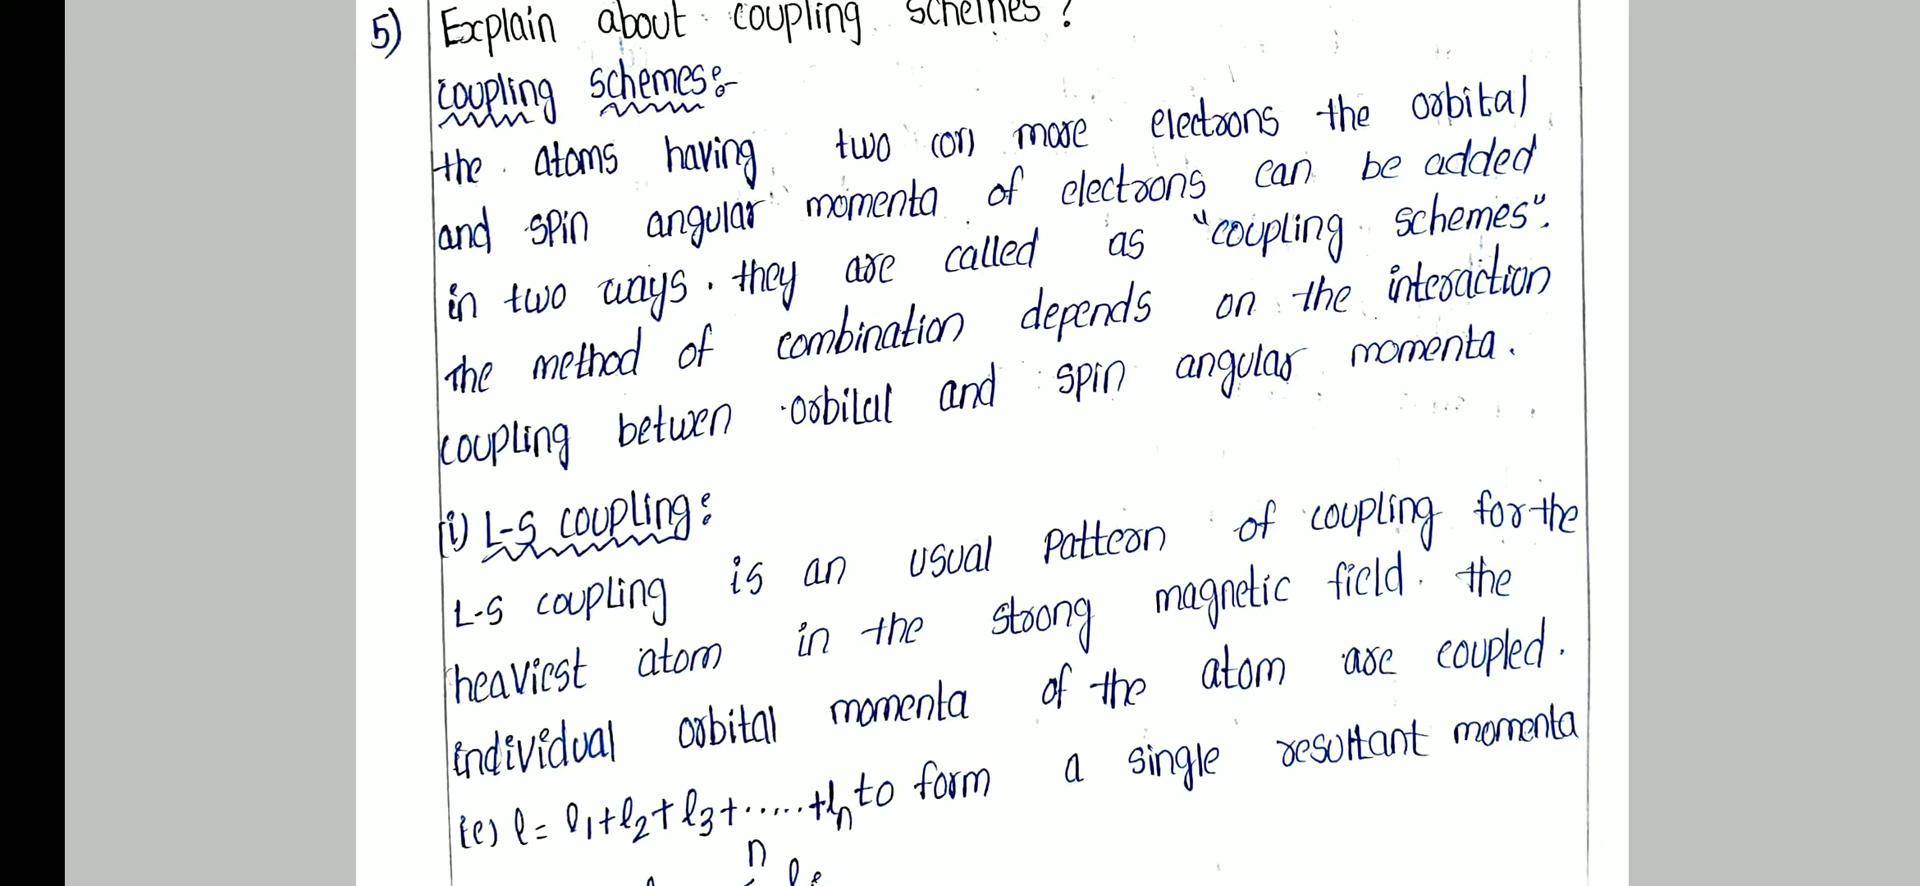 5) Explain about coupling schemes?
coupling schemes:-
the atoms having two (or) more electrons the orbital
and spin angular momenta of electrons can be added
in two ways. they are called as "coupling schemes".
The method of combination depends on the interaction
coupling betwen orbital and spin angular momenta.
(i) L-S coupling:
L-S coupling is an usual pattern of coupling for the
heaviest atom in the strong magnetic field. the
individual orbital momenta of the atom are coupled.
(ie) l = l1+l2+l3+.....+ln to form a single resultant momenta
n